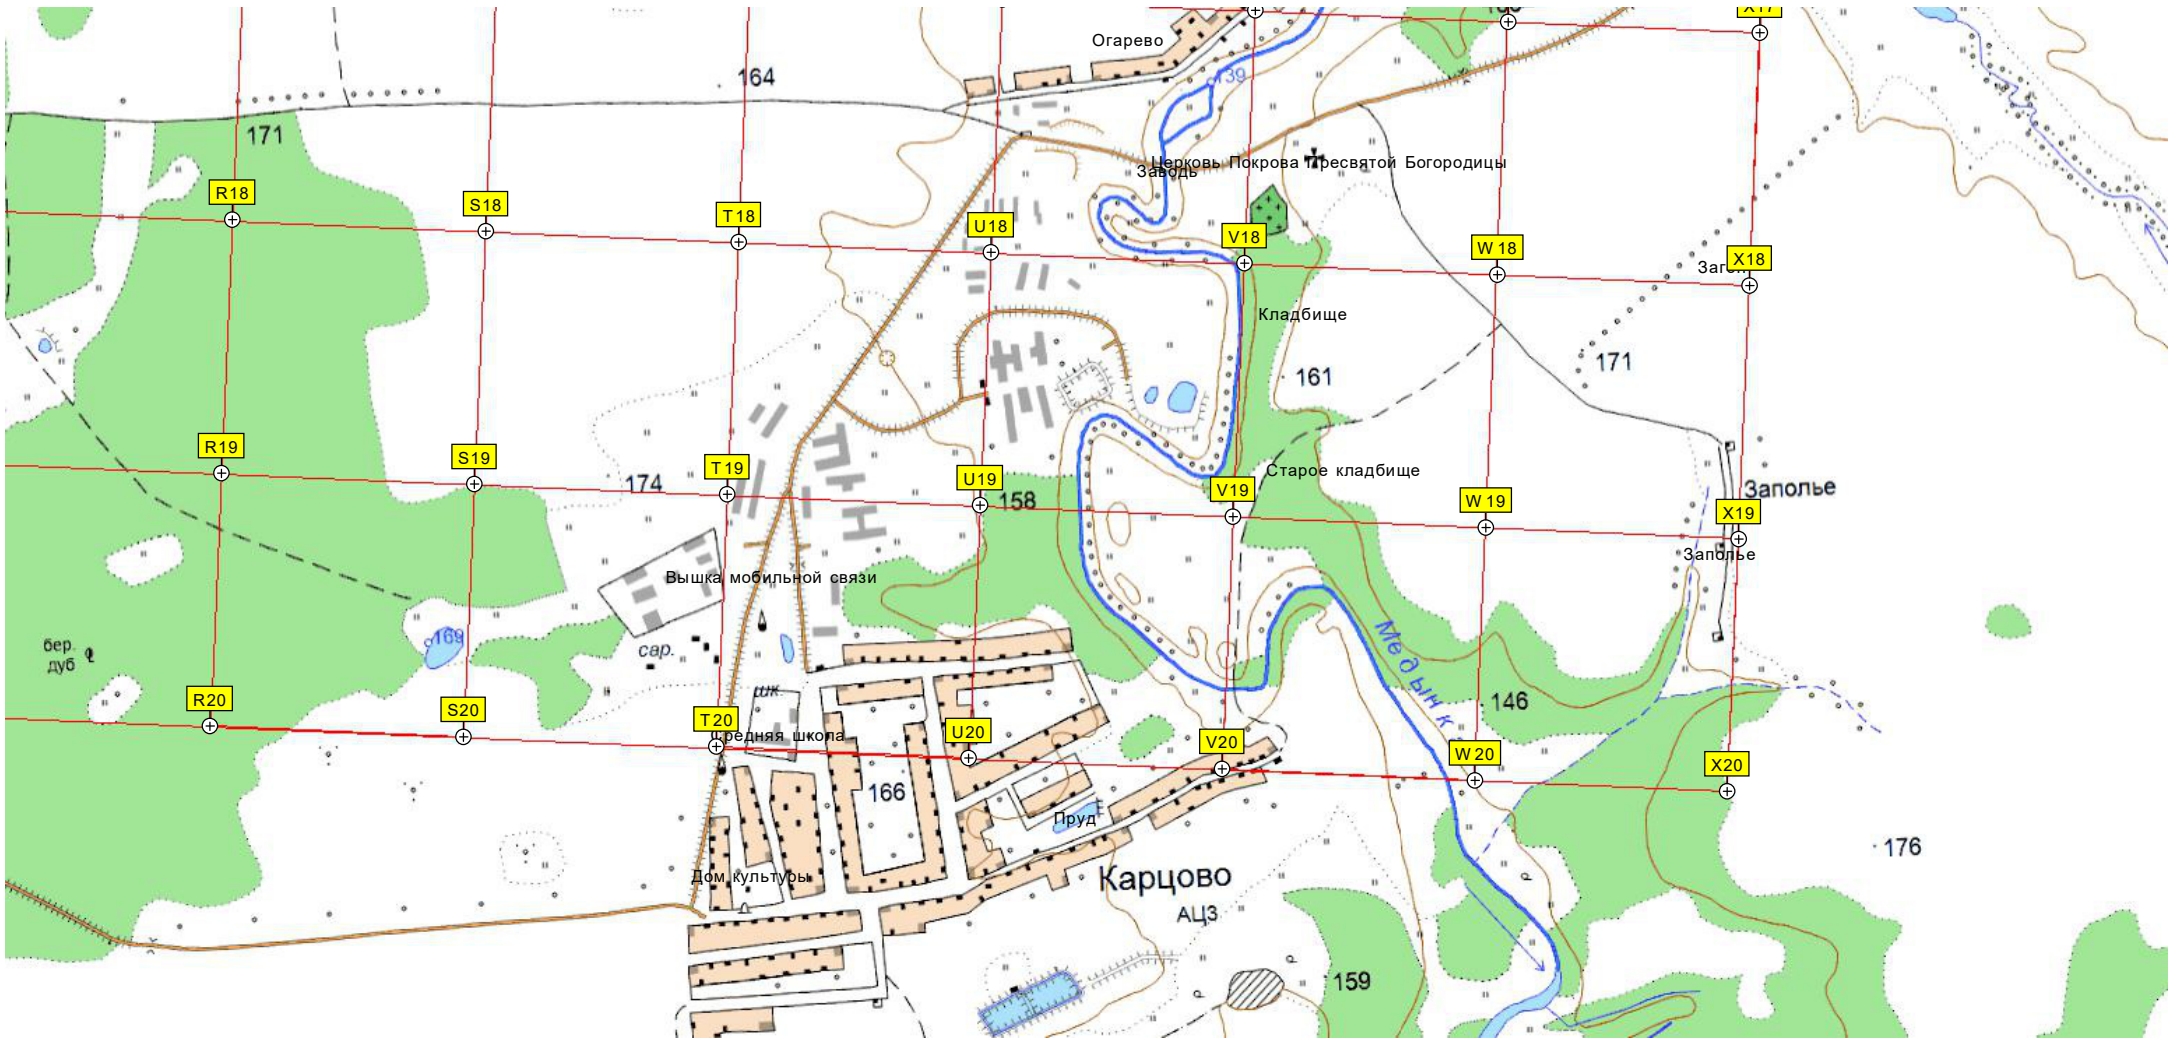 X17
Огарево
164
139
171
Церковь Покрова Пресвятой Богородицы
Заводь
R18
S18
T18
U18
V18
W18
X18
Кладбище
161
171
R19
S19
T19
U19
V19
W19
X19
Старое кладбище
174
158
Заполье
Заполье
Вышка мобильной связи
169
бер.
дуб
сар.
шк.
Медынк
146
R20
S20
T20
U20
V20
W20
X20
Средняя школа
166
Пруд
176
Дом культуры
Карцово
АЦЗ
159